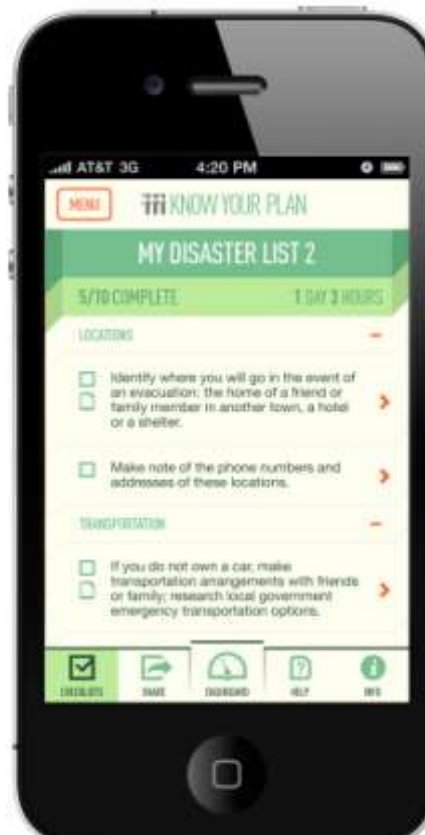 AT&T 3G 4:20 PM
MENU iii KNOW YOUR PLAN
MY DISASTER LIST 2
5/10 COMPLETE 1 DAY 3 HOURS
LOCATIONS
Identify where you will go in the event of
an evacuation: the home of a friend or
family member in another town, a hotel
or a shelter.
Make note of the phone numbers and
addresses of these locations.
TRANSPORTATION
If you do not own a car, make
transportation arrangements with friends
or family; research local government
emergency transportation options.
CHECKLISTS SHARE DASHBOARD HELP INFO